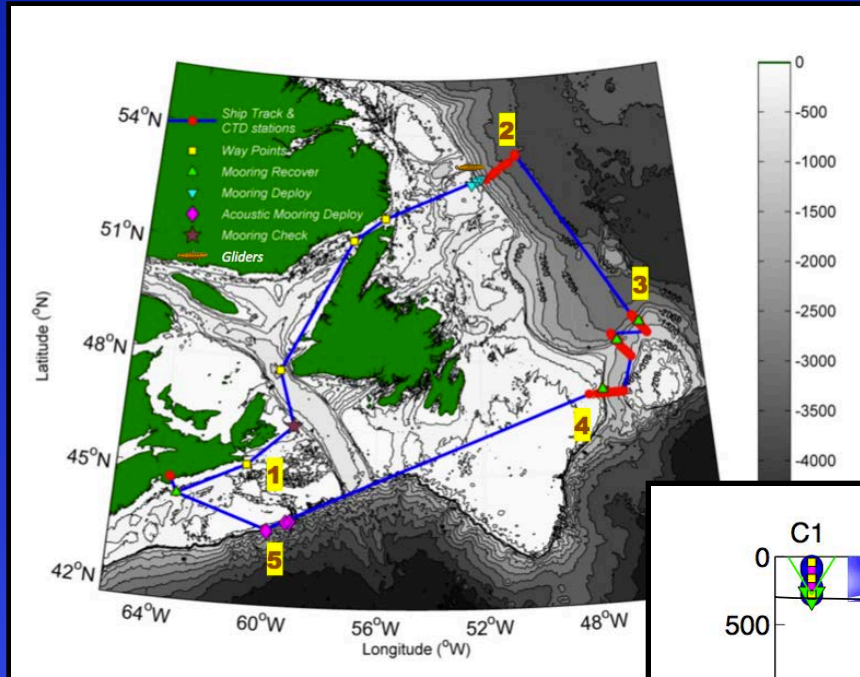 54°N
51°N
48°N
45°N
42°N
Latitude (°N)
Ship Track &
CTD stations
Way Points
Mooring Recover
Mooring Deploy
Acoustic Mooring Deploy
Mooring Check
Gliders
2
3
4
1
5
64°W
60°W
56°W
52°W
48°W
Longitude (°W)
0
-500
-1000
-1500
-2000
-2500
-3000
-3500
-4000
C1
0
500